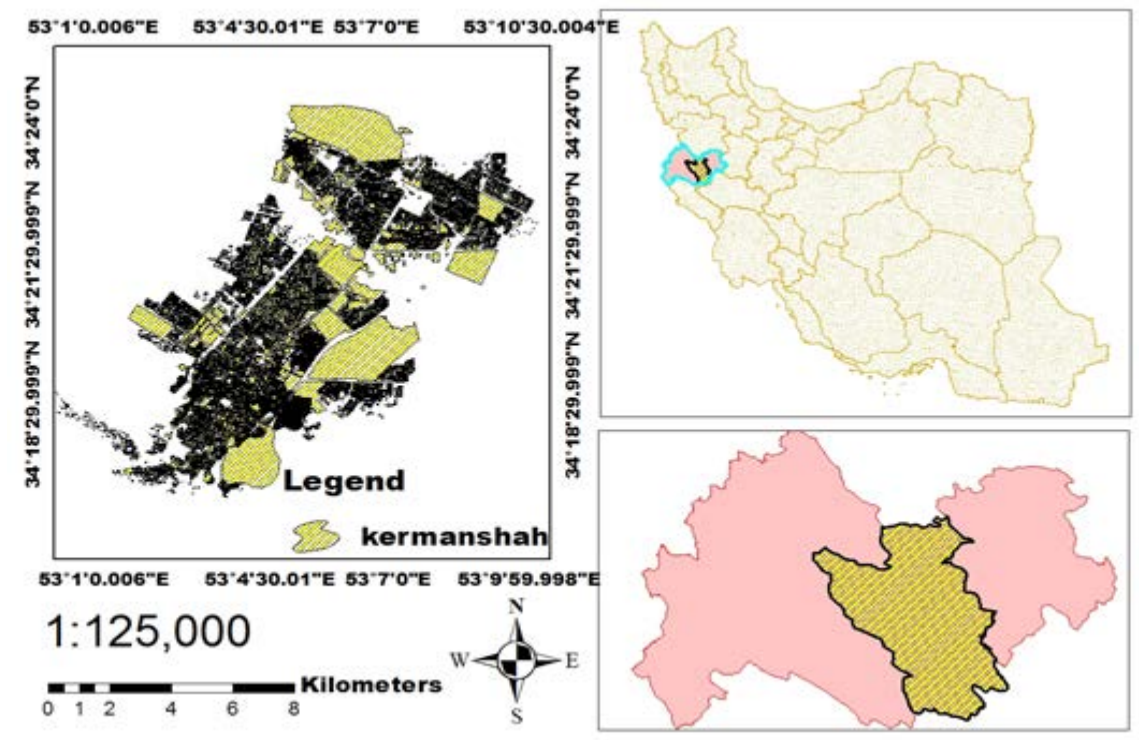 53°1'0.006"E 53°4'30.01"E 53°7'0"E 53°10'30.004"E
34°24'0"N
34°21'29.999"N
34°18'29.999"N
34°24'0"N
34°21'29.999"N
34°18'29.999"N
Legend
kermanshah
53°1'0.006"E 53°4'30.01"E 53°7'0"E 53°9'59.998"E
1:125,000
N
W E
S
Kilometers
0 1 2 4 6 8